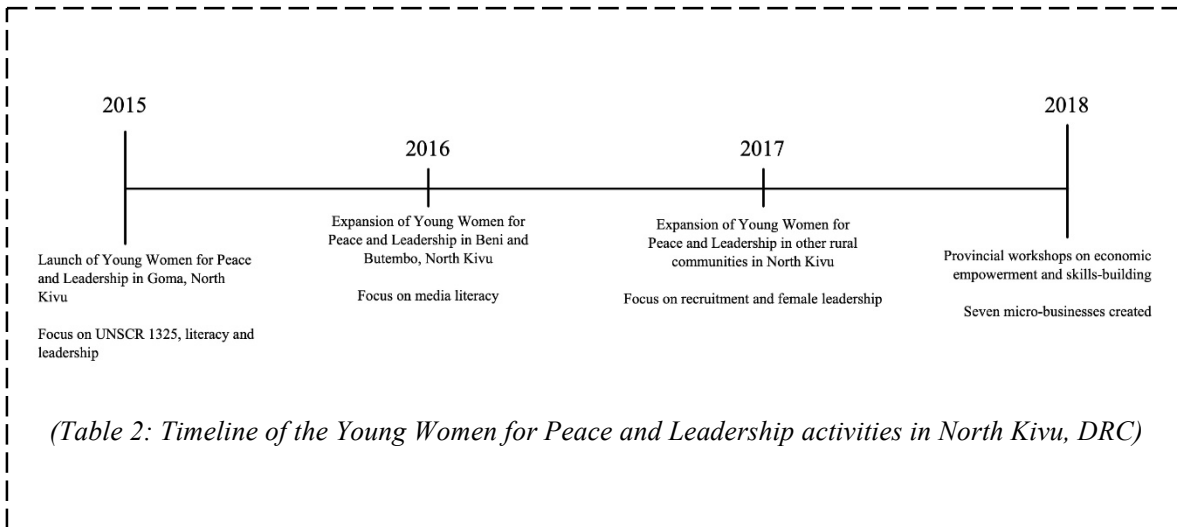 2015
Launch of Young Women for Peace
and Leadership in Goma, North
Kivu
Focus on UNSCR 1325, literacy and
leadership
2016
Expansion of Young Women for
Peace and Leadership in Beni and
Butembo, North Kivu
Focus on media literacy
2017
Expansion of Young Women for
Peace and Leadership in other rural
communities in North Kivu
Focus on recruitment and female leadership
2018
Provincial workshops on economic
empowerment and skills-building
Seven micro-businesses created
(Table 2: Timeline of the Young Women for Peace and Leadership activities in North Kivu, DRC)